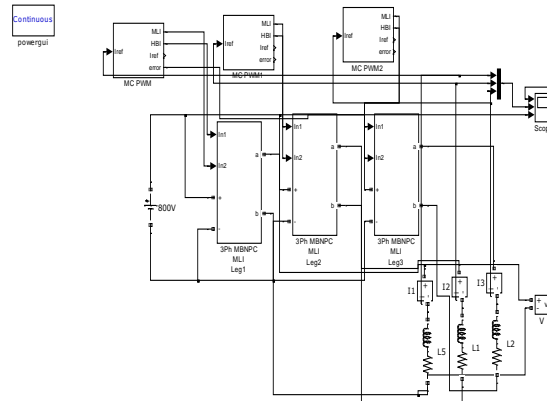 Continuous
powergui
MLI
HBI
Iref
Iref
error
MC PWM
MLI
HBI
Iref
Iref
error
MC PWM1
MLI
HBI
Iref
Iref
error
MC PWM2
Scop
In1
In2
a
+
b
-
3Ph MBNPC
MLI
Leg1
In1
In2
a
+
b
-
3Ph MBNPC
MLI
Leg2
In1
In2
a
+
b
-
3Ph MBNPC
MLI
Leg3
800V
I1
I2
I3
+
-
+
-
+
-
+
-
v
V
L5
L1
L2